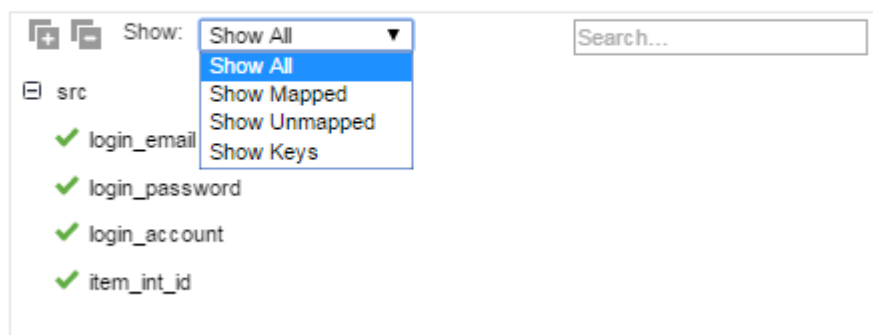 Show: Show All ▼ Search...
Show All
src
Show Mapped
Show Unmapped
login_email
Show Keys
login_password
login_account
item_int_id